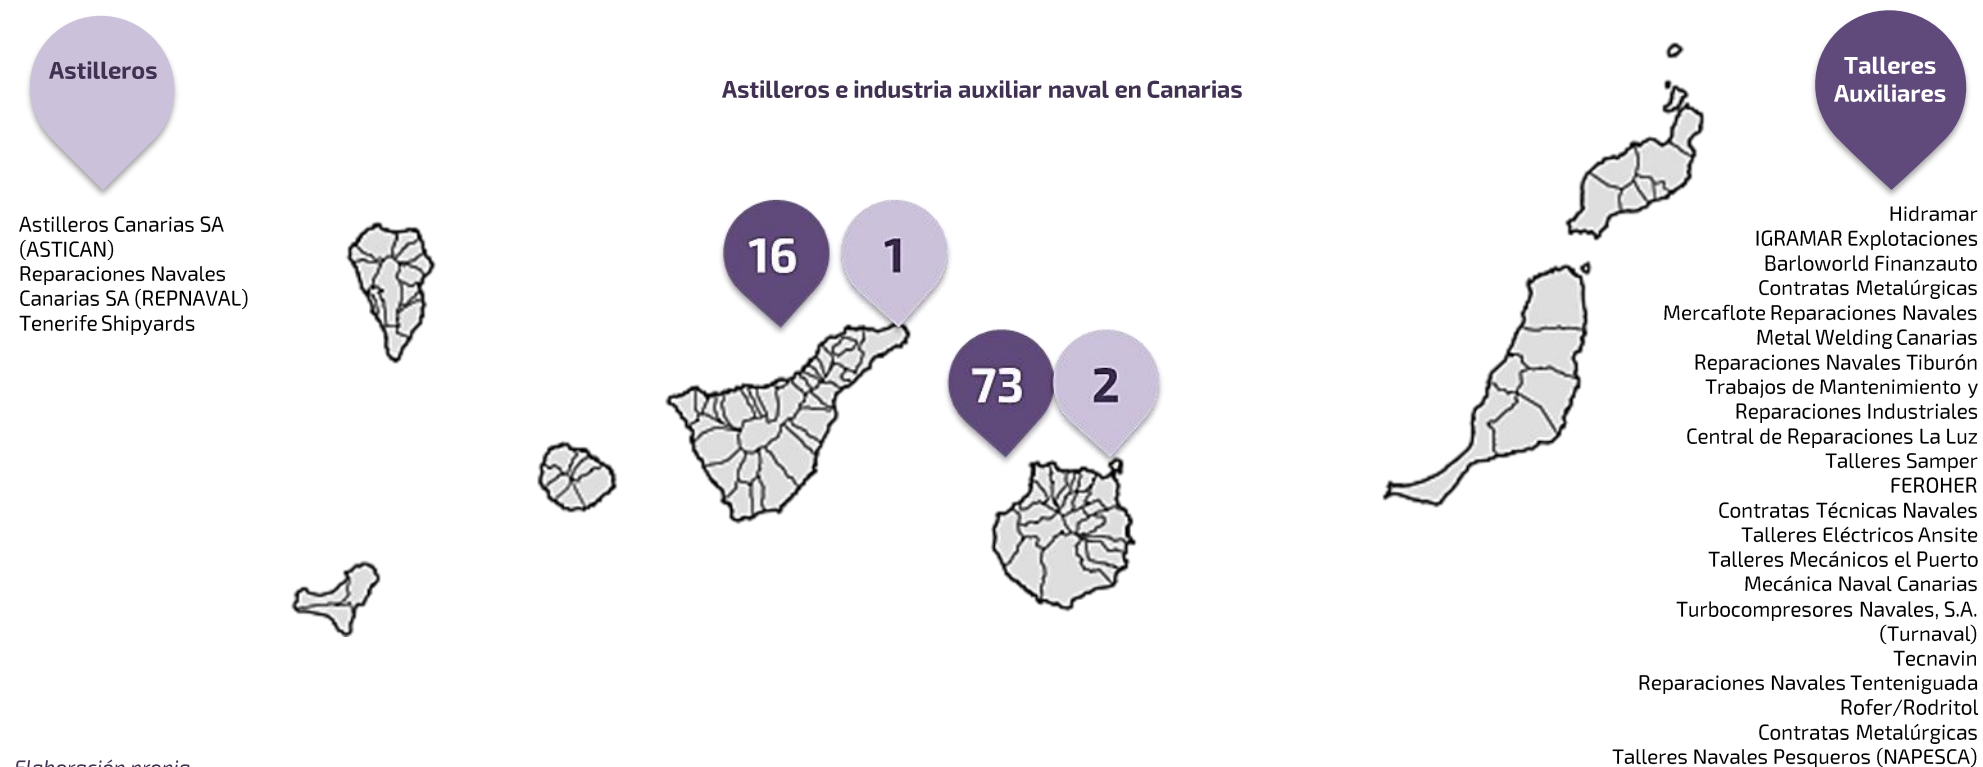 Astilleros
Astilleros e industria auxiliar naval en Canarias
Talleres
Auxiliares
Astilleros Canarias SA
(ASTICAN)
Reparaciones Navales
Canarias SA (REPNAVAL)
Tenerife Shipyards
16
1
73
2
Hidramar
IGRAMAR Explotaciones
Barloworld Finanzauto
Contratas Metalúrgicas
Mercaflote Reparaciones Navales
Metal Welding Canarias
Reparaciones Navales Tiburón
Trabajos de Mantenimiento y
Reparaciones Industriales
Central de Reparaciones La Luz
Talleres Samper
FEROHER
Contratas Técnicas Navales
Talleres Eléctricos Ansite
Talleres Mecánicos el Puerto
Mecánica Naval Canarias
Turbocompresores Navales, S.A.
(Turnaval)
Tecnavin
Reparaciones Navales Tenteniguada
Rofer/Rodritol
Contratas Metalúrgicas
Talleres Navales Pesqueros (NAPESCA)
Elaboración propia